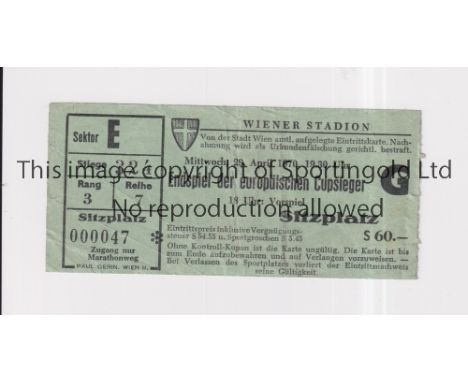 WIENER STADION
Von der Stadt Wien amtl. aufgelegte Eintrittskarte. Nach-
ahmung wird als Urkundenfälschung gerichtl. bestraft.
Sektor E
Stiege
Rang Reihe
3 7
Sitzplatz
000047
Zugang nur
Marathonweg
PAUL GERIN, WIEN II.
Mittwoch 29. April 1970, 19.30 Uhr
Endspiel der europäischen Cupsieger
18 Uhr: Vorspiel
G
Sitzplatz
Eintrittspreis inklusive Vergnügungs-
steuer S 54.55 u. Sportgroschen S 5.45
S 60.—
Ohne Kontroll-Kupon ist die Karte ungültig. Die Karte ist bis
zum Ende aufzubewahren und auf Verlangen vorzuweisen. —
Bei Verlassen des Sportplatzes verliert der Eintrittsnachweis
seine Gültigkeit.
This image is copyright of Sportingold Ltd
No reproduction allowed